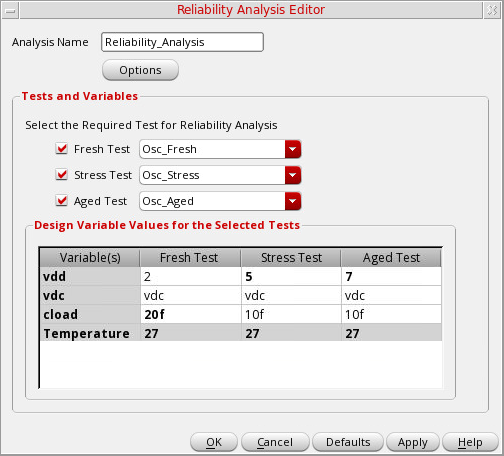 Reliability Analysis Editor
Analysis Name Reliability_Analysis
Options
Tests and Variables
Select the Required Test for Reliability Analysis
Fresh Test Osc_Fresh
Stress Test Osc_Stress
Aged Test Osc_Aged
Design Variable Values for the Selected Tests
Variable(s) Fresh Test Stress Test Aged Test
vdd 2 5 7
vdc vdc vdc vdc
cload 20f 10f 10f
Temperature 27 27 27
OK Cancel Defaults Apply Help